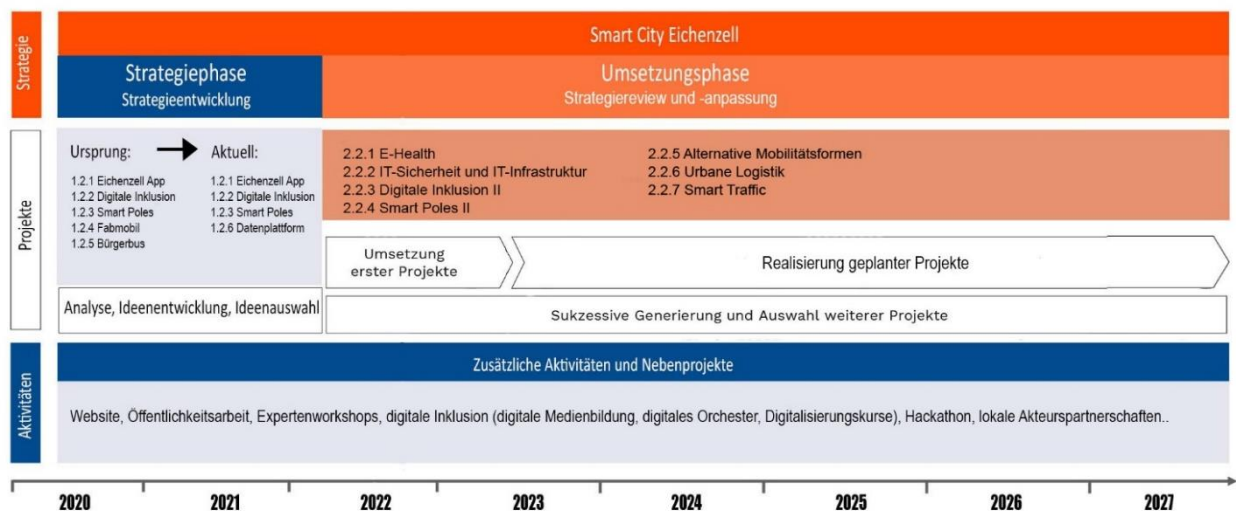 Strategie
Smart City Eichenzell
Strategiephase
Strategieentwicklung
Umsetzungsphase
Strategiereview und -anpassung
Projekte
Ursprung:
1.2.1 Eichenzell App
1.2.2 Digitale Inklusion
1.2.3 Smart Poles
1.2.4 Fabmobil
1.2.5 Bürgerbus
Aktuell:
1.2.1 Eichenzell App
1.2.2 Digitale Inklusion
1.2.3 Smart Poles
1.2.6 Datenplattform
2.2.1 E-Health
2.2.2 IT-Sicherheit und IT-Infrastruktur
2.2.3 Digitale Inklusion II
2.2.4 Smart Poles II
2.2.5 Alternative Mobilitätsformen
2.2.6 Urbane Logistik
2.2.7 Smart Traffic
Umsetzung
erster Projekte
Realisierung geplanter Projekte
Analyse, Ideenentwicklung, Ideenauswahl
Sukzessive Generierung und Auswahl weiterer Projekte
Aktivitäten
Zusätzliche Aktivitäten und Nebenprojekte
Website, Öffentlichkeitsarbeit, Expertenworkshops, digitale Inklusion (digitale Medienbildung, digitales Orchester, Digitalisierungskurse), Hackathon, lokale Akteurspartnerschaften..
2020 2021 2022 2023 2024 2025 2026 2027